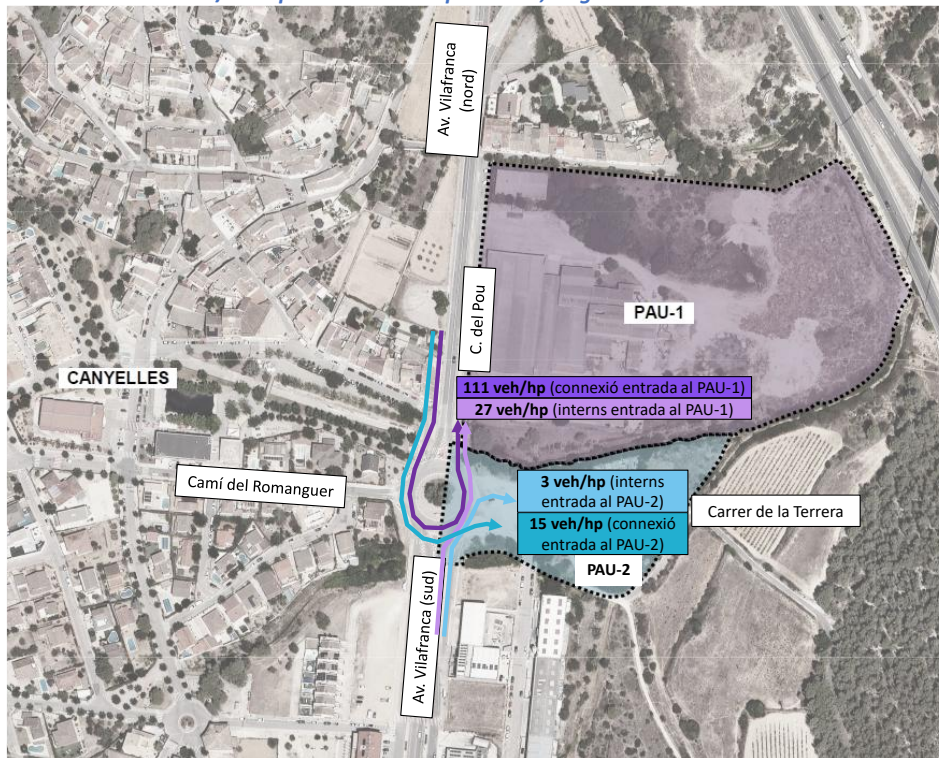 Av. Vilafranca
(nord)
C. del Pou
PAU-1
CANYELLES
111 veh/hp (connexió entrada al PAU-1)
27 veh/hp (interns entrada al PAU-1)
Camí del Romanguer
3 veh/hp (interns
entrada al PAU-2)
15 veh/hp (connexió
entrada al PAU-2)
Carrer de la Terrera
PAU-2
Av. Vilafranca (sud)